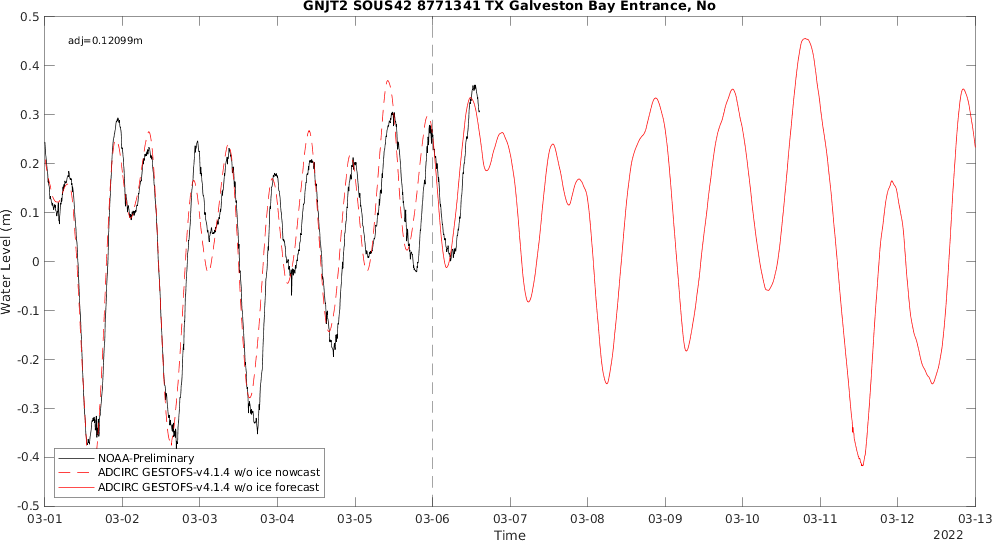 GNJT2 SOUS42 8771341 TX Galveston Bay Entrance, No
adj=0.12099m
0.5
0.4
0.3
0.2
0.1
0
-0.1
-0.2
-0.3
-0.4
-0.5
Water Level (m)
NOAA-Preliminary
ADCIRC GESTOFS-v4.1.4 w/o ice nowcast
ADCIRC GESTOFS-v4.1.4 w/o ice forecast
03-01 03-02 03-03 03-04 03-05 03-06 03-07 03-08 03-09 03-10 03-11 03-12 03-13
Time
2022